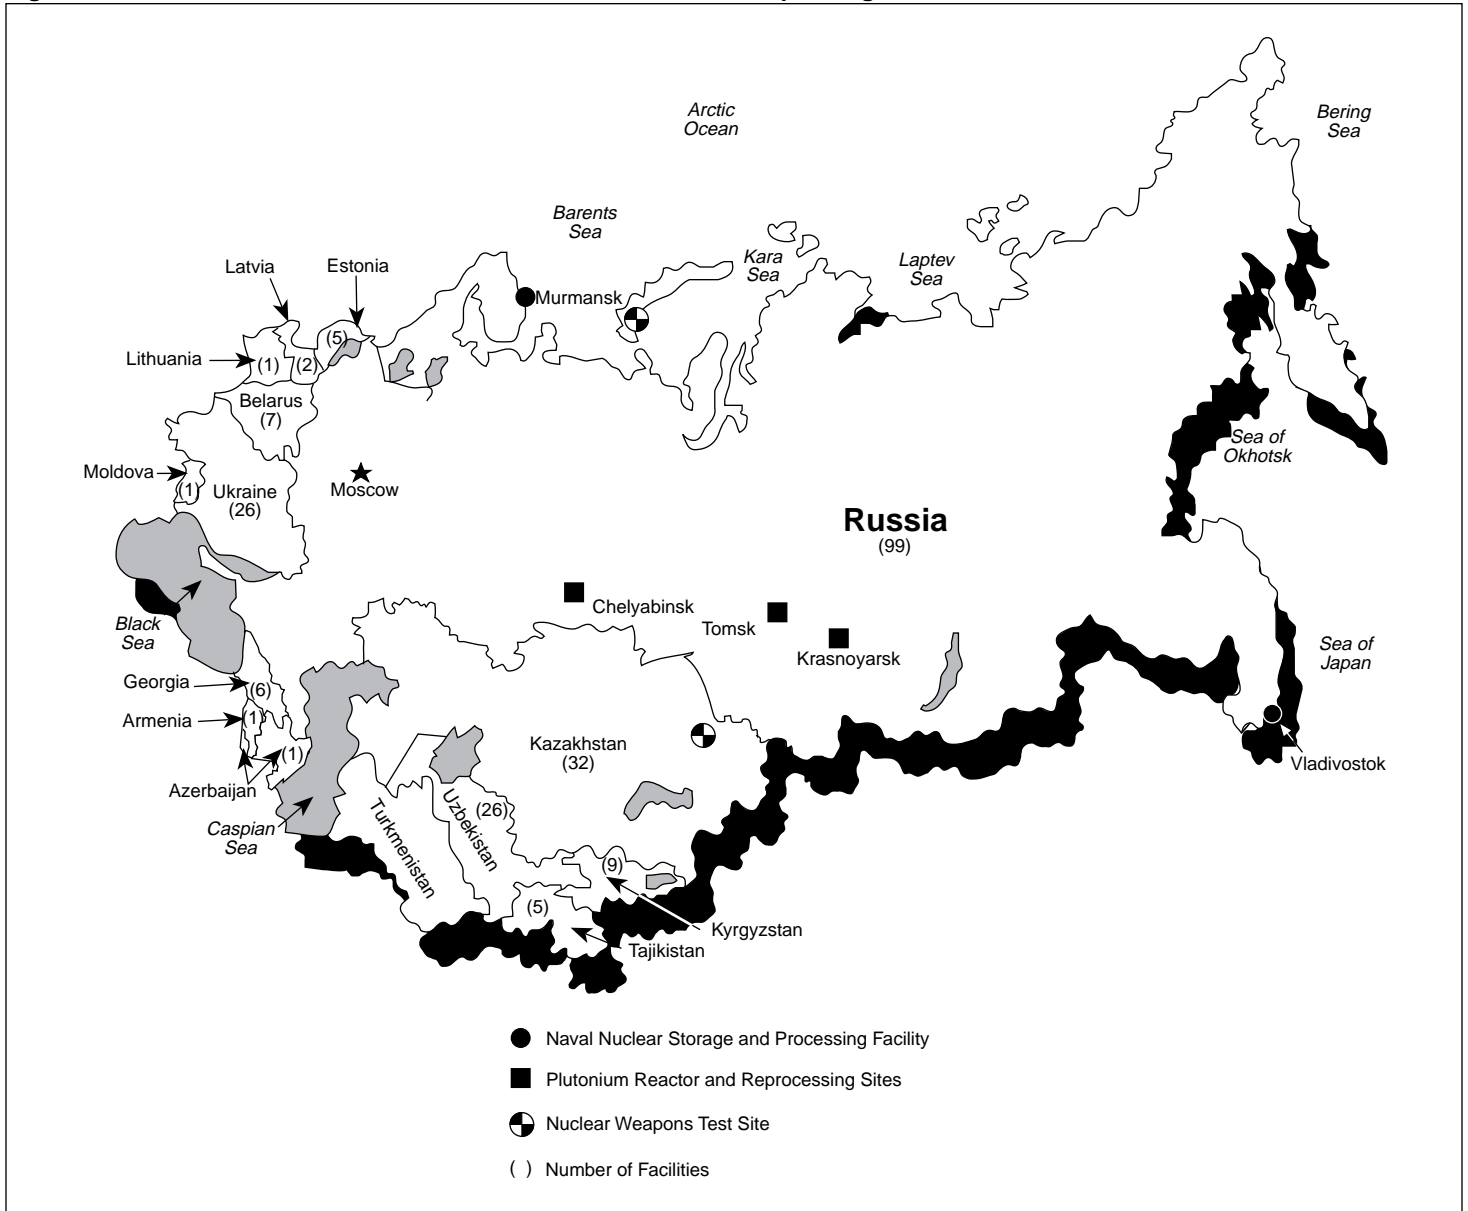 Arctic
Ocean
Bering
Sea
Barents
Sea
Kara
Sea
Laptev
Sea
Latvia
Estonia
Murmansk
(5)
Lithuania
(1)
(2)
Belarus
(7)
Sea of
Okhotsk
Moldova
(1)
Ukraine
(26)
Moscow
Russia
(99)
Chelyabinsk
Tomsk
Krasnoyarsk
Black
Sea
Sea of
Japan
Georgia
(6)
Armenia
(1)
(1)
Azerbaijan
Kazakhstan
(32)
Vladivostok
Caspian
Sea
Turkmenistan
Uzbekistan
(26)
(9)
(5)
Kyrgyzstan
Tajikistan
Naval Nuclear Storage and Processing Facility
Plutonium Reactor and Reprocessing Sites
Nuclear Weapons Test Site
( ) Number of Facilities